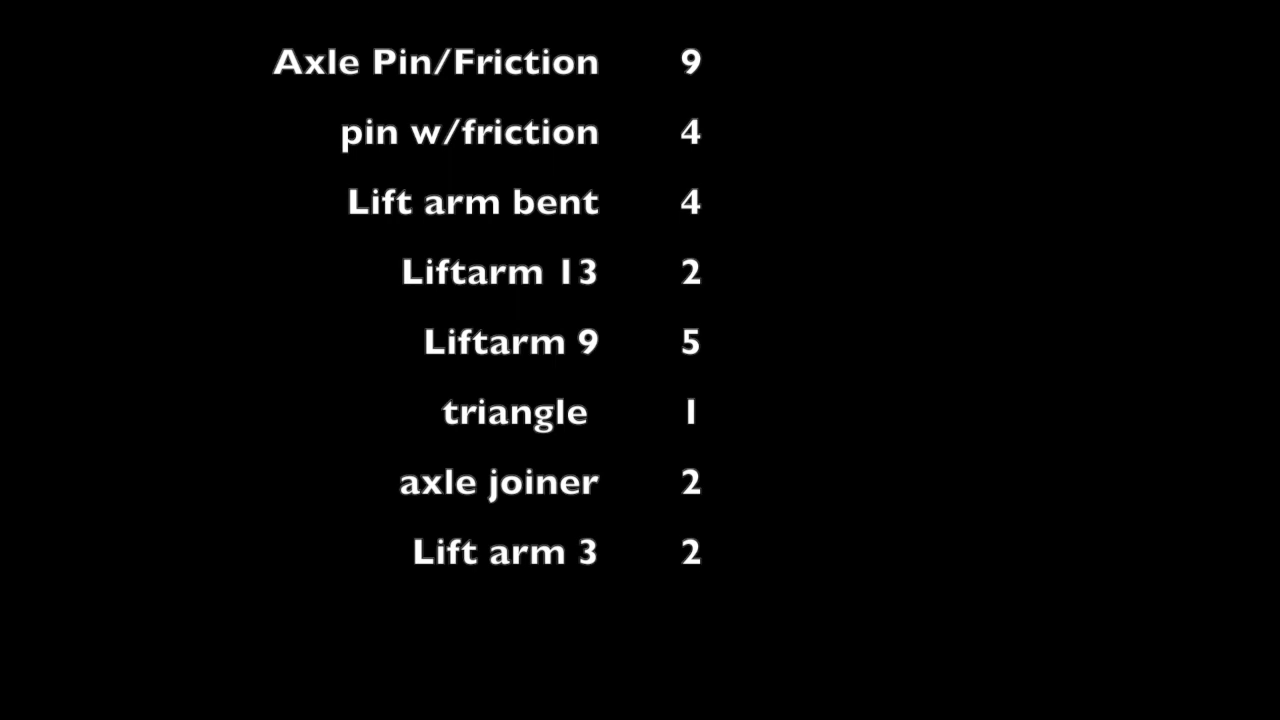 Axle Pin/Friction 9
pin w/friction 4
Lift arm bent 4
Liftarm 13 2
Liftarm 9 5
triangle 1
axle joiner 2
Lift arm 3 2